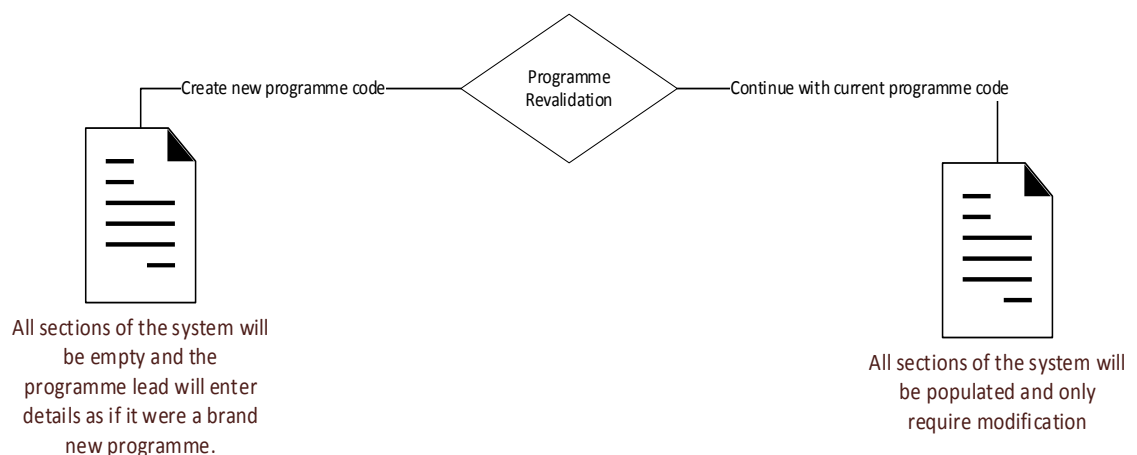 Programme
Revalidation
Create new programme code
Continue with current programme code
All sections of the system will
be empty and the
programme lead will enter
details as if it were a brand
new programme.
All sections of the system will
be populated and only
require modification